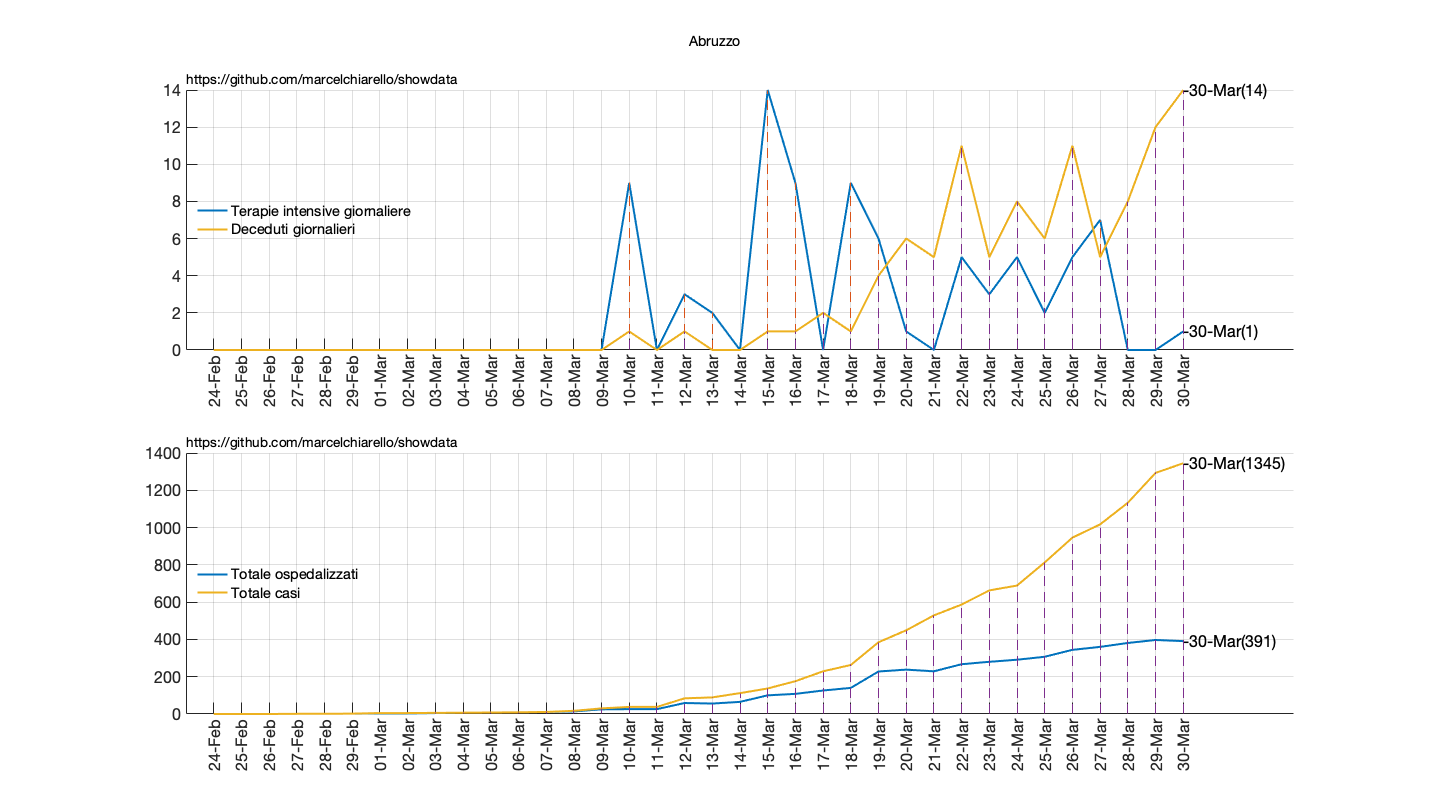 Abruzzo
https://github.com/marcelchiarello/showdata
14
12
10
8
6
4
2
0
Terapie intensive giornaliere
Deceduti giornalieri
30-Mar(14)
30-Mar(1)
24-Feb 25-Feb 26-Feb 27-Feb 28-Feb 29-Feb 01-Mar 02-Mar 03-Mar 04-Mar 05-Mar 06-Mar 07-Mar 08-Mar 09-Mar 10-Mar 11-Mar 12-Mar 13-Mar 14-Mar 15-Mar 16-Mar 17-Mar 18-Mar 19-Mar 20-Mar 21-Mar 22-Mar 23-Mar 24-Mar 25-Mar 26-Mar 27-Mar 28-Mar 29-Mar 30-Mar
https://github.com/marcelchiarello/showdata
1400
1200
1000
800
600
400
200
0
Totale ospedalizzati
Totale casi
30-Mar(1345)
30-Mar(391)
24-Feb 25-Feb 26-Feb 27-Feb 28-Feb 29-Feb 01-Mar 02-Mar 03-Mar 04-Mar 05-Mar 06-Mar 07-Mar 08-Mar 09-Mar 10-Mar 11-Mar 12-Mar 13-Mar 14-Mar 15-Mar 16-Mar 17-Mar 18-Mar 19-Mar 20-Mar 21-Mar 22-Mar 23-Mar 24-Mar 25-Mar 26-Mar 27-Mar 28-Mar 29-Mar 30-Mar